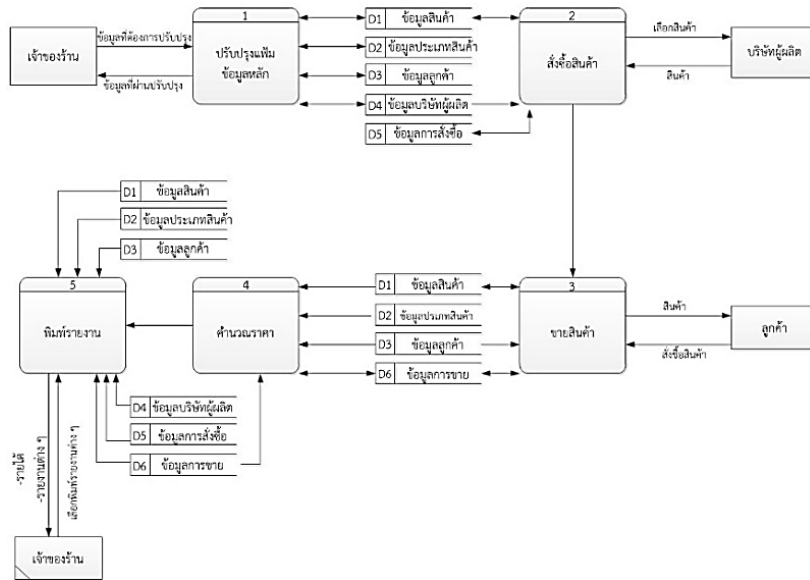 1
ปรับปรุงแฟ้ม
ข้อมูลหลัก
เจ้าของร้าน
ข้อมูลที่ต้องการปรับปรุง
ข้อมูลที่ผ่านปรับปรุง
D1 ข้อมูลสินค้า
D2 ข้อมูลประเภทสินค้า
D3 ข้อมูลลูกค้า
D4 ข้อมูลบริษัทผู้ผลิต
D5 ข้อมูลการสั่งซื้อ
2
สั่งซื้อสินค้า
เลือกสินค้า
สินค้า
บริษัทผู้ผลิต
D1 ข้อมูลสินค้า
D2 ข้อมูลประเภทสินค้า
D3 ข้อมูลลูกค้า
5
พิมพ์รายงาน
4
คำนวณราคา
D1 ข้อมูลสินค้า
D2 ข้อมูลประเภทสินค้า
D3 ข้อมูลลูกค้า
D6 ข้อมูลการขาย
3
ขายสินค้า
สินค้า
สั่งซื้อสินค้า
ลูกค้า
D4 ข้อมูลบริษัทผู้ผลิต
D5 ข้อมูลการสั่งซื้อ
D6 ข้อมูลการขาย
-รายได้
-รายงานต่าง ๆ
เลือกพิมพ์รายงานต่าง ๆ
เจ้าของร้าน